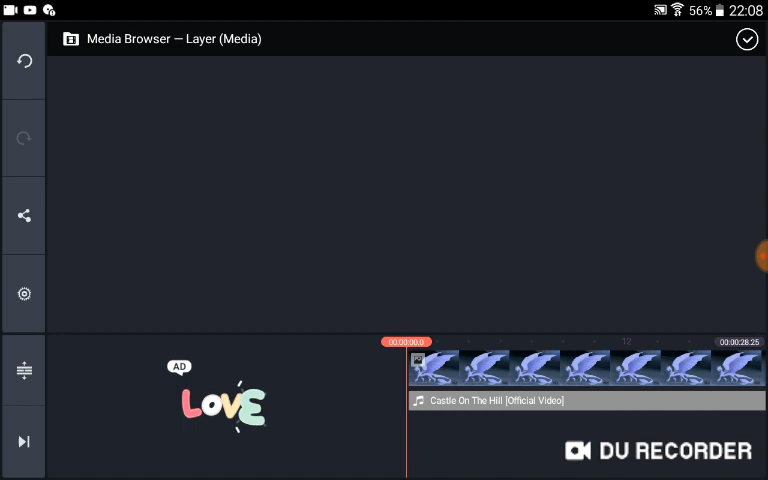 56% 22:08
Media Browser — Layer (Media)
00:00:00.0 12 00:00:28.25
AD
LOVE
Castle On The Hill [Official Video]
DU RECORDER